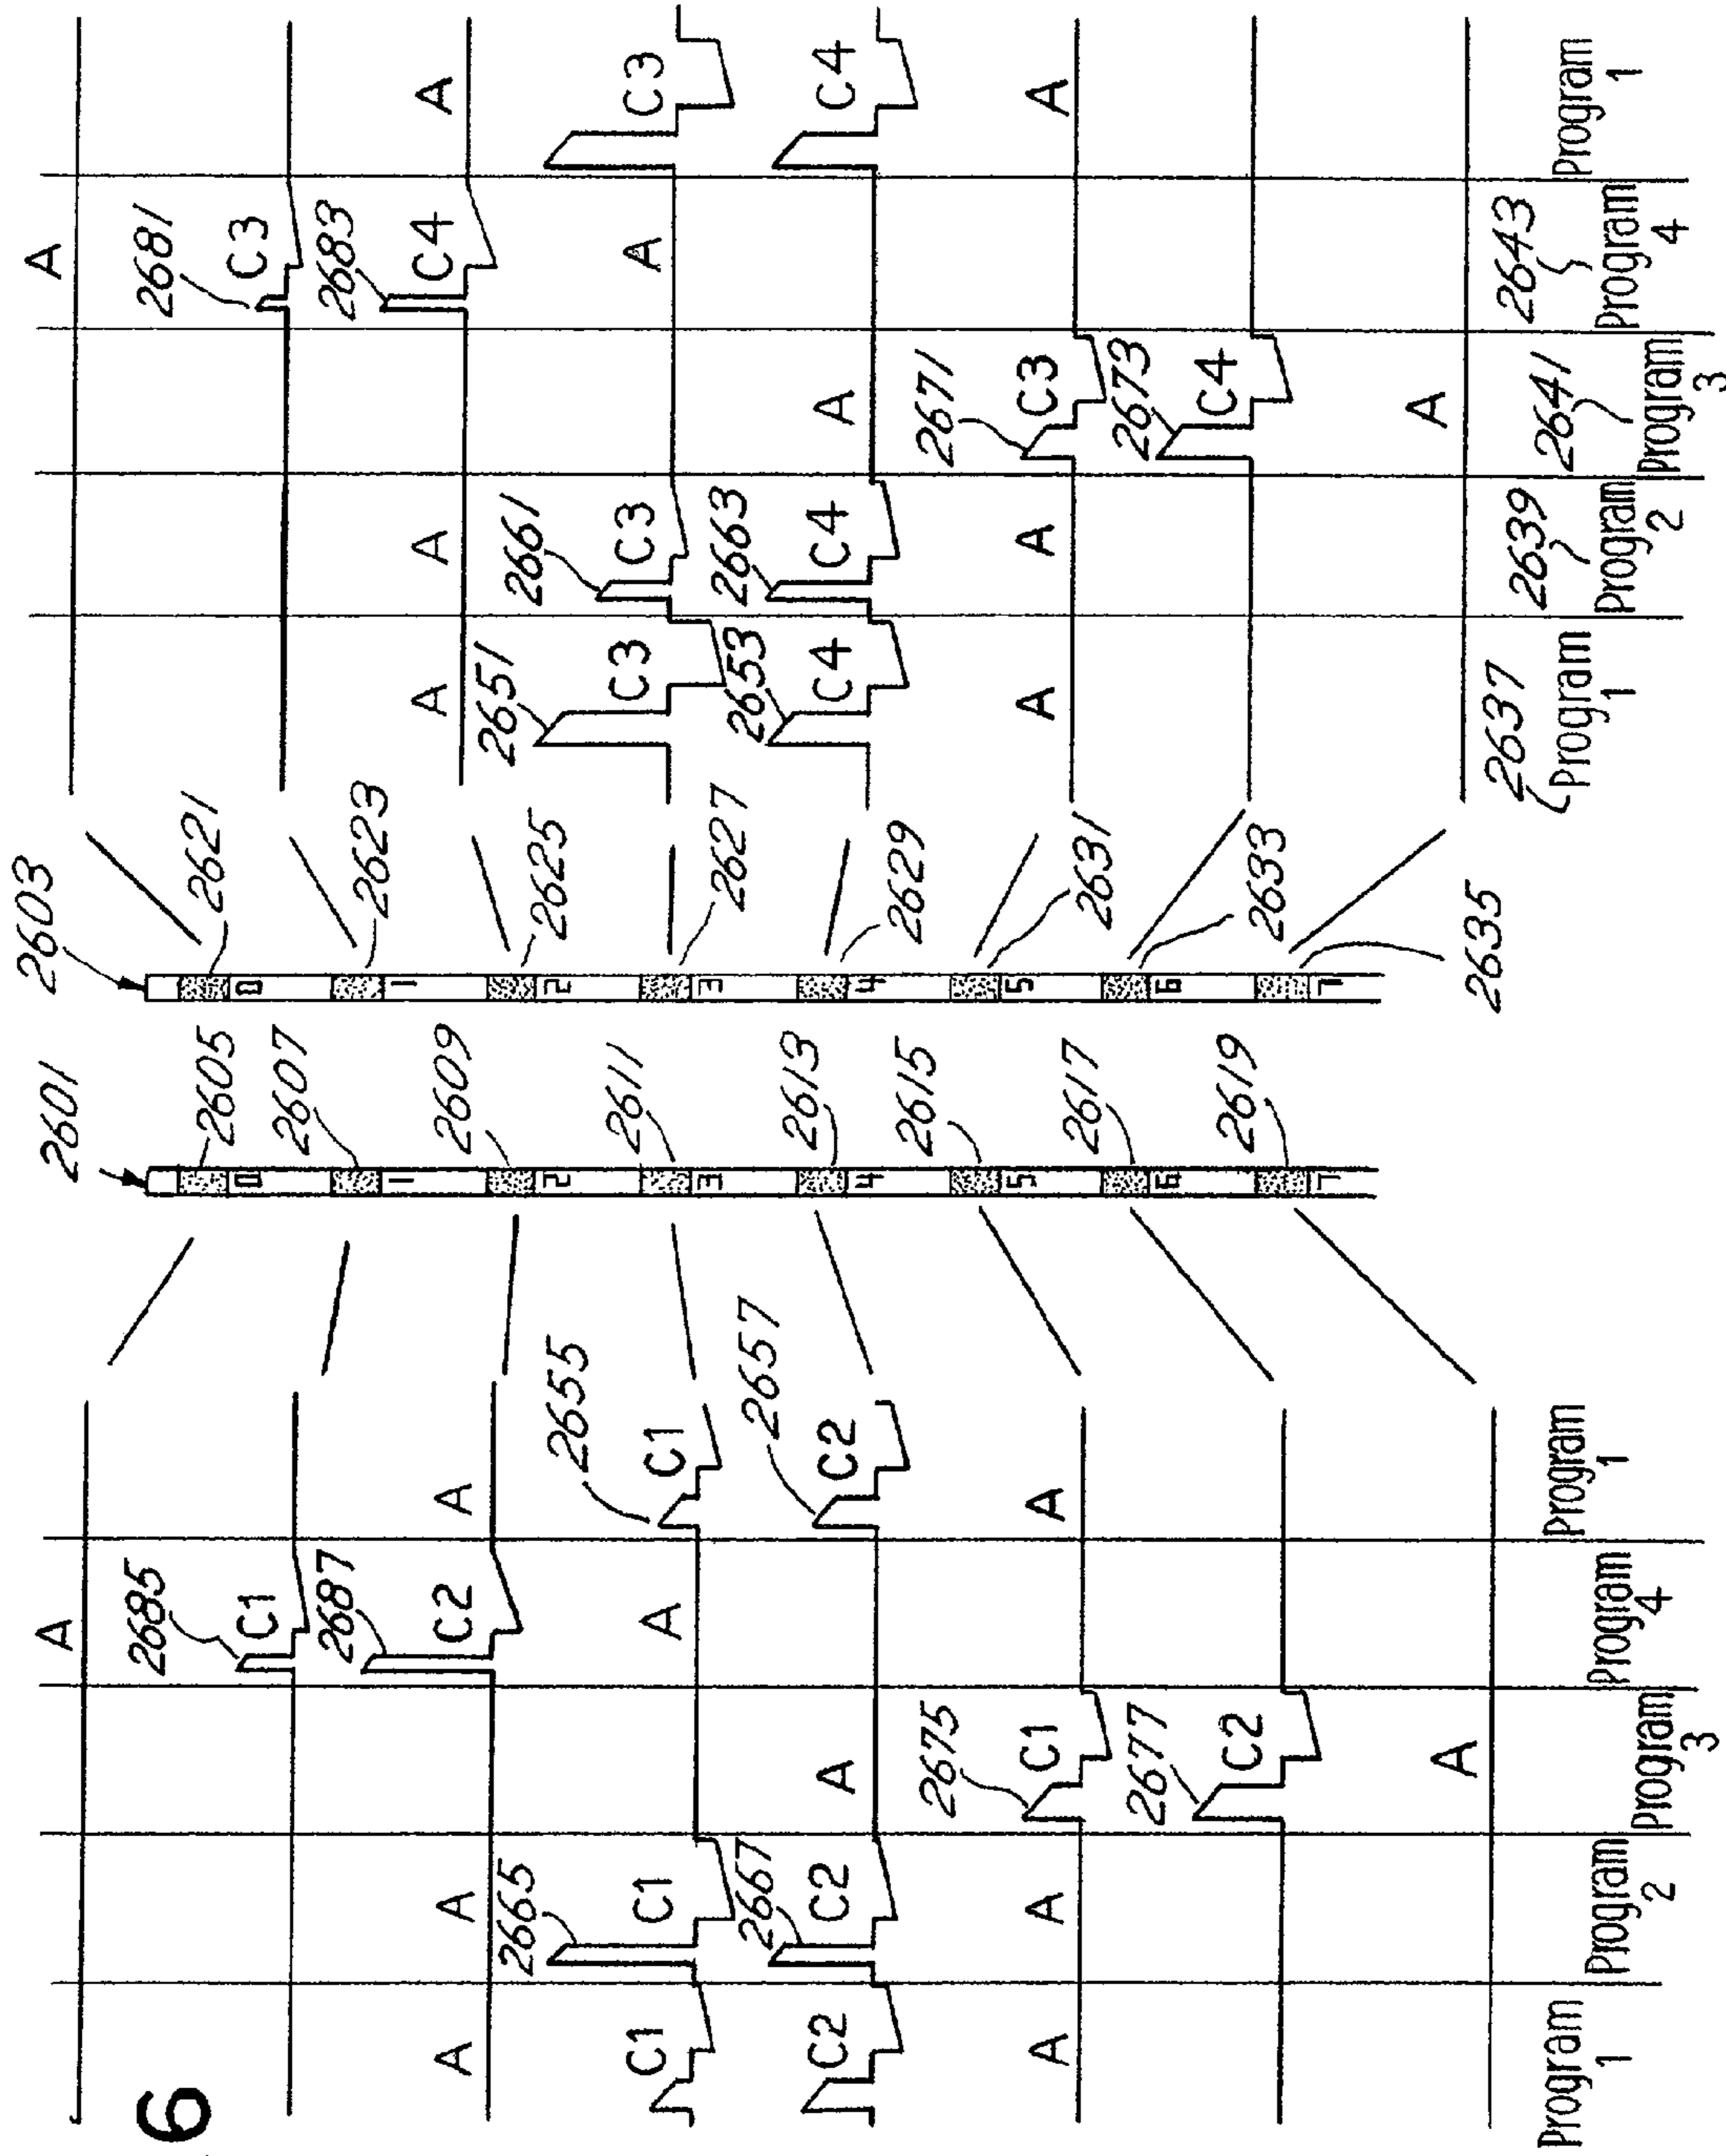 6
2601
2603
A
A
2685
C1
2681
C3
2605
2621
2687
C2
2683
C4
2607
2623
A
A
A
A
A
A
2609
2625
C1
2665
C1
A
2655
C1
2611
2627
2651
C3
2661
C3
A
C3
C2
2667
C2
A
2657
C2
2613
2629
2653
C4
2663
C4
A
C4
A
A
2675
C1
A
2615
2631
A
A
2671
C3
A
2677
C2
2617
2633
2673
C4
A
2619
2635
A
0
1
2
3
4
5
6
7
0
1
2
3
4
5
6
7
2637
2639
2641
2643
Program
1
Program
2
Program
3
Program
4
Program
1
Program
1
Program
2
Program
3
Program
4
Program
1